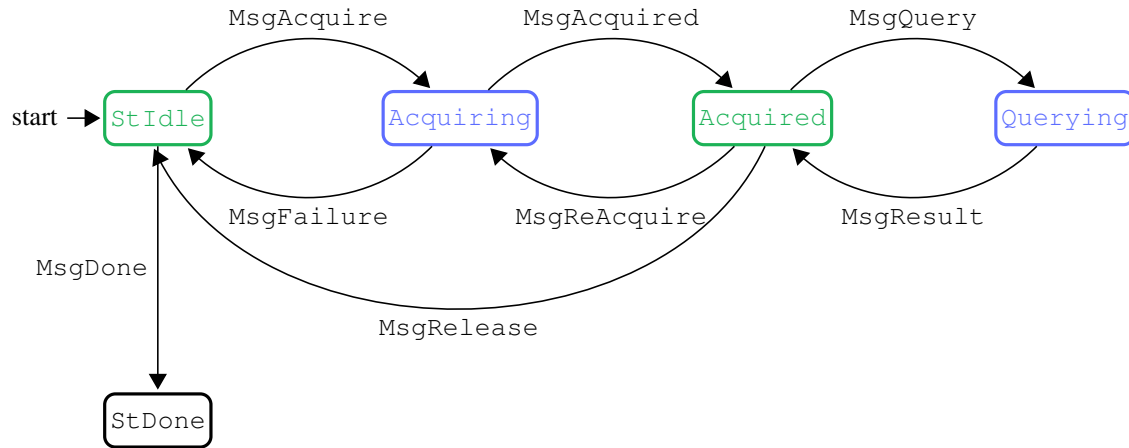 MsgAcquire
MsgAcquired
MsgQuery
start
StIdle
Acquiring
Acquired
Querying
MsgFailure
MsgReAcquire
MsgResult
MsgDone
MsgRelease
StDone